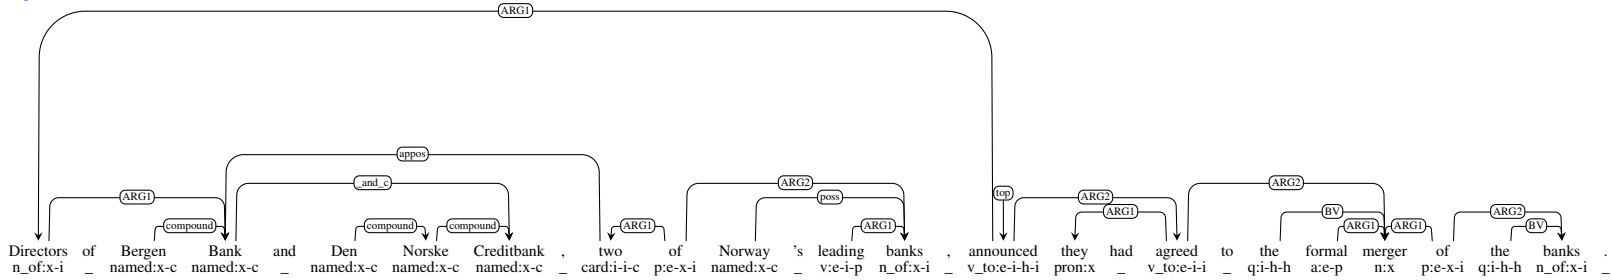 ARG1
appos
_and_c ARG2 ARG2
ARG1 poss top ARG2 ARG1 BV ARG2
compound compound compound ARG1 ARG1 ARG1 ARG1 BV
Directors of Bergen Bank and Den Norske Creditbank , two of Norway 's leading banks , announced they had agreed to the formal merger of the banks .
n_of:x-i _ named:x-c named:x-c _ named:x-c named:x-c named:x-c _ card:i-i-c p:e-x-i named:x-c _ v:e-i-p n_of:x-i _ v_to:e-i-h-i pron:x _ v_to:e-i-i _ q:i-h-h a:e-p n:x p:e-x-i q:i-h-h n_of:x-i _